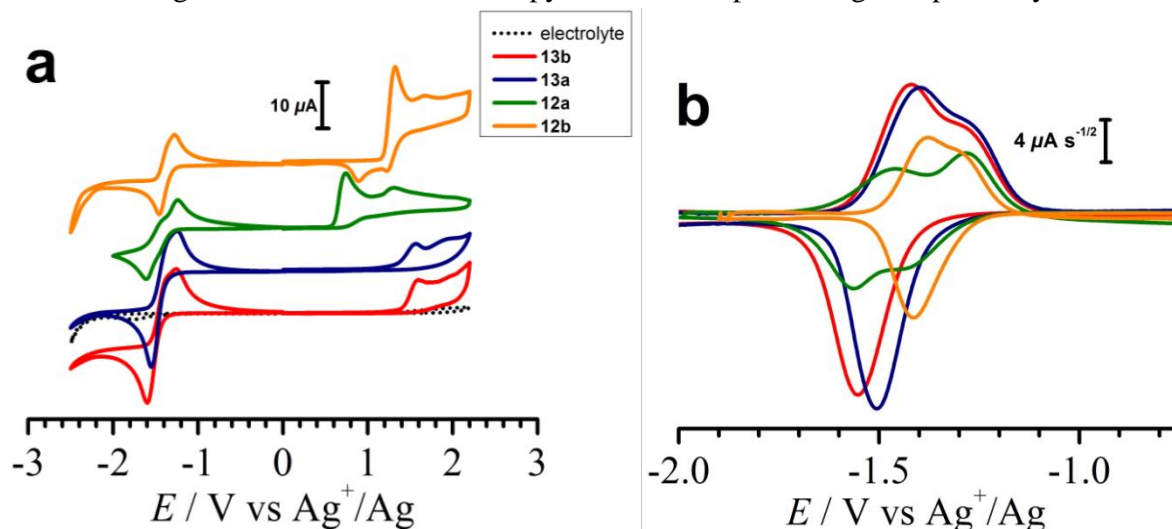 a
electrolyte
13b
13a
12a
12b
10 µA
-3 -2 -1 0 1 2 3
E / V vs Ag⁺/Ag
b
4 µA s⁻¹/²
-2.0 -1.5 -1.0
E / V vs Ag⁺/Ag